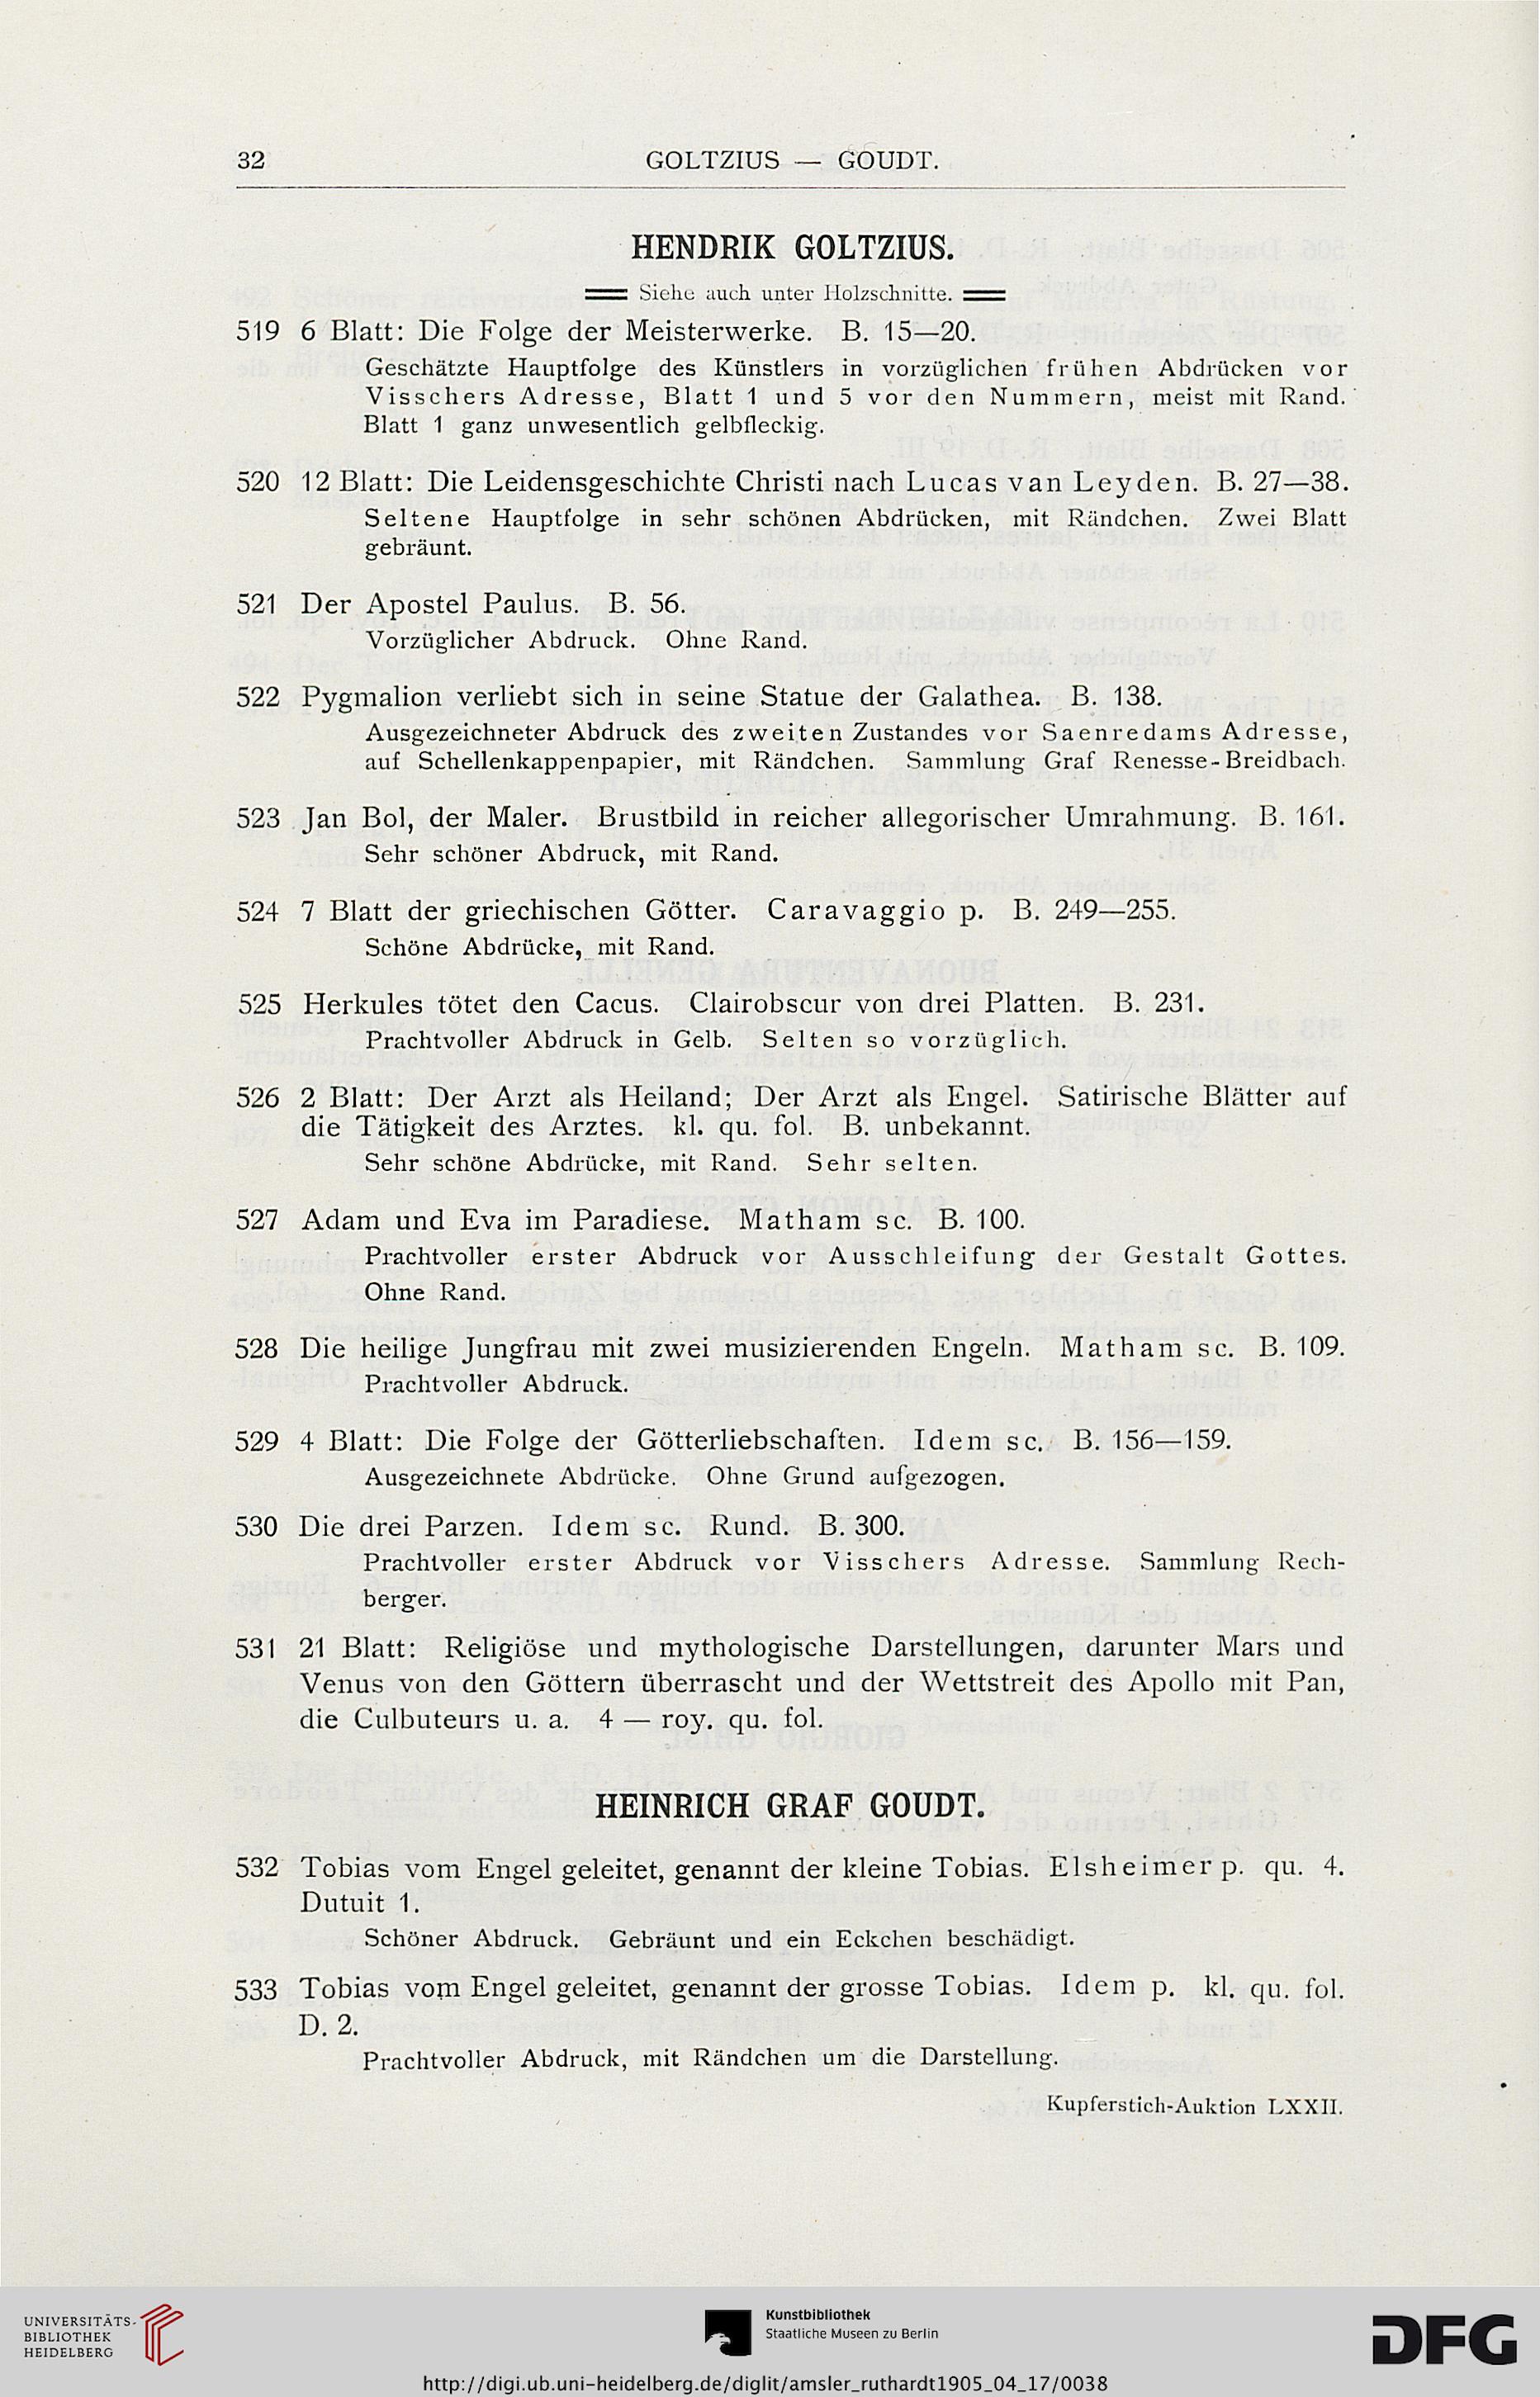 32
GOLTZIUS — GOUDT.
HENDRIK GOLTZIUS.
Siehe auch unter Holzschnitte.
519 6 Blatt: Die Folge der Meisterwerke. B. 15—20.
Geschätzte Hauptfolge des Künstlers in vorzüglichen frühen Abdrücken vor
Visschers Adresse, Blatt 1 und 5 vor den Nummern, meist mit Rand.
Blatt 1 ganz unwesentlich gelbfleckig.
520 12 Blatt: Die Leidensgeschichte Christi nach Lucas van Leyden. B. 27—38.
Seltene Hauptfolge in sehr schönen Abdrücken, mit Rändchen. Zwei Blatt
gebräunt.
521 Der Apostel Paulus. B. 56.
Vorzüglicher Abdruck. Ohne Rand.
522 Pygmalion verliebt sich in seine Statue der Galathea. B. 138.
Ausgezeichneter Abdruck des zweiten Zustandes vor Saenredams Adresse,
auf Schellenkappenpapier, mit Rändchen. Sammlung Graf Renesse-Breidbach.
523 Jan Bol, der Maler. Brustbild in reicher allegorischer Umrahmung. B. 161.
Sehr schöner Abdruck, mit Rand.
524 7 Blatt der griechischen Götter. Caravaggio p. B. 249—255.
Schöne Abdrücke, mit Rand.
525 Herkules tötet den Cacus. Clairobscur von drei Platten. B. 231.
Prachtvoller Abdruck in Gelb. Selten so vorzüglich.
526 2 Blatt: Der Arzt als Heiland; Der Arzt als Engel. Satirische Blätter auf
die Tätigkeit des Arztes. kl. qu. fol. B. unbekannt.
Sehr schöne Abdrücke, mit Rand. Sehr selten.
527 Adam und Eva im Paradiese. Matham sc. B. 100.
Prachtvoller erster Abdruck vor Ausschleifung der Gestalt Gottes.
Ohne Rand.
528 Die heilige Jungfrau mit zwei musizierenden Engeln. Matham sc. B. 109.
Prachtvoller Abdruck.
529 4 Blatt: Die Folge der Götterliebschaften. Idem sc. B. 156—159.
Ausgezeichnete Abdrücke. Ohne Grund aufgezogen.
530 Die drei Parzen. Idem sc. Rund. B. 300.
Prachtvoller erster Abdruck vor Visschers Adresse. Sammlung Rech-
berger.
531 21 Blatt: Religiöse und mythologische Darstellungen, darunter Mars und
Venus von den Göttern überrascht und der Wettstreit des Apollo mit Pan,
die Culbuteurs u. a. 4 — roy. qu. fol.
HEINRICH GRAF GOUDT.
532 Tobias vom Engel geleitet, genannt der kleine Tobias. Elsheimer p. qu. 4.
Dutuit 1.
Schöner Abdruck. Gebräunt und ein Eckchen beschädigt.
533 Tobias vom Engel geleitet, genannt der grosse Tobias. Idem p. kl. qu. fol.
D. 2.
Prachtvoller Abdruck, mit Rändchen um die Darstellung.
Kupferstich-Auktion LXXII.
UNIVERSITÄTS-
BIBLIOTHEK
HEIDELBERG
Kunstbibliothek
Staatliche Museen zu Berlin
DFG
http://digi.ub.uni-heidelberg.de/diglit/amsler_ruthardt1905_04_17/0038